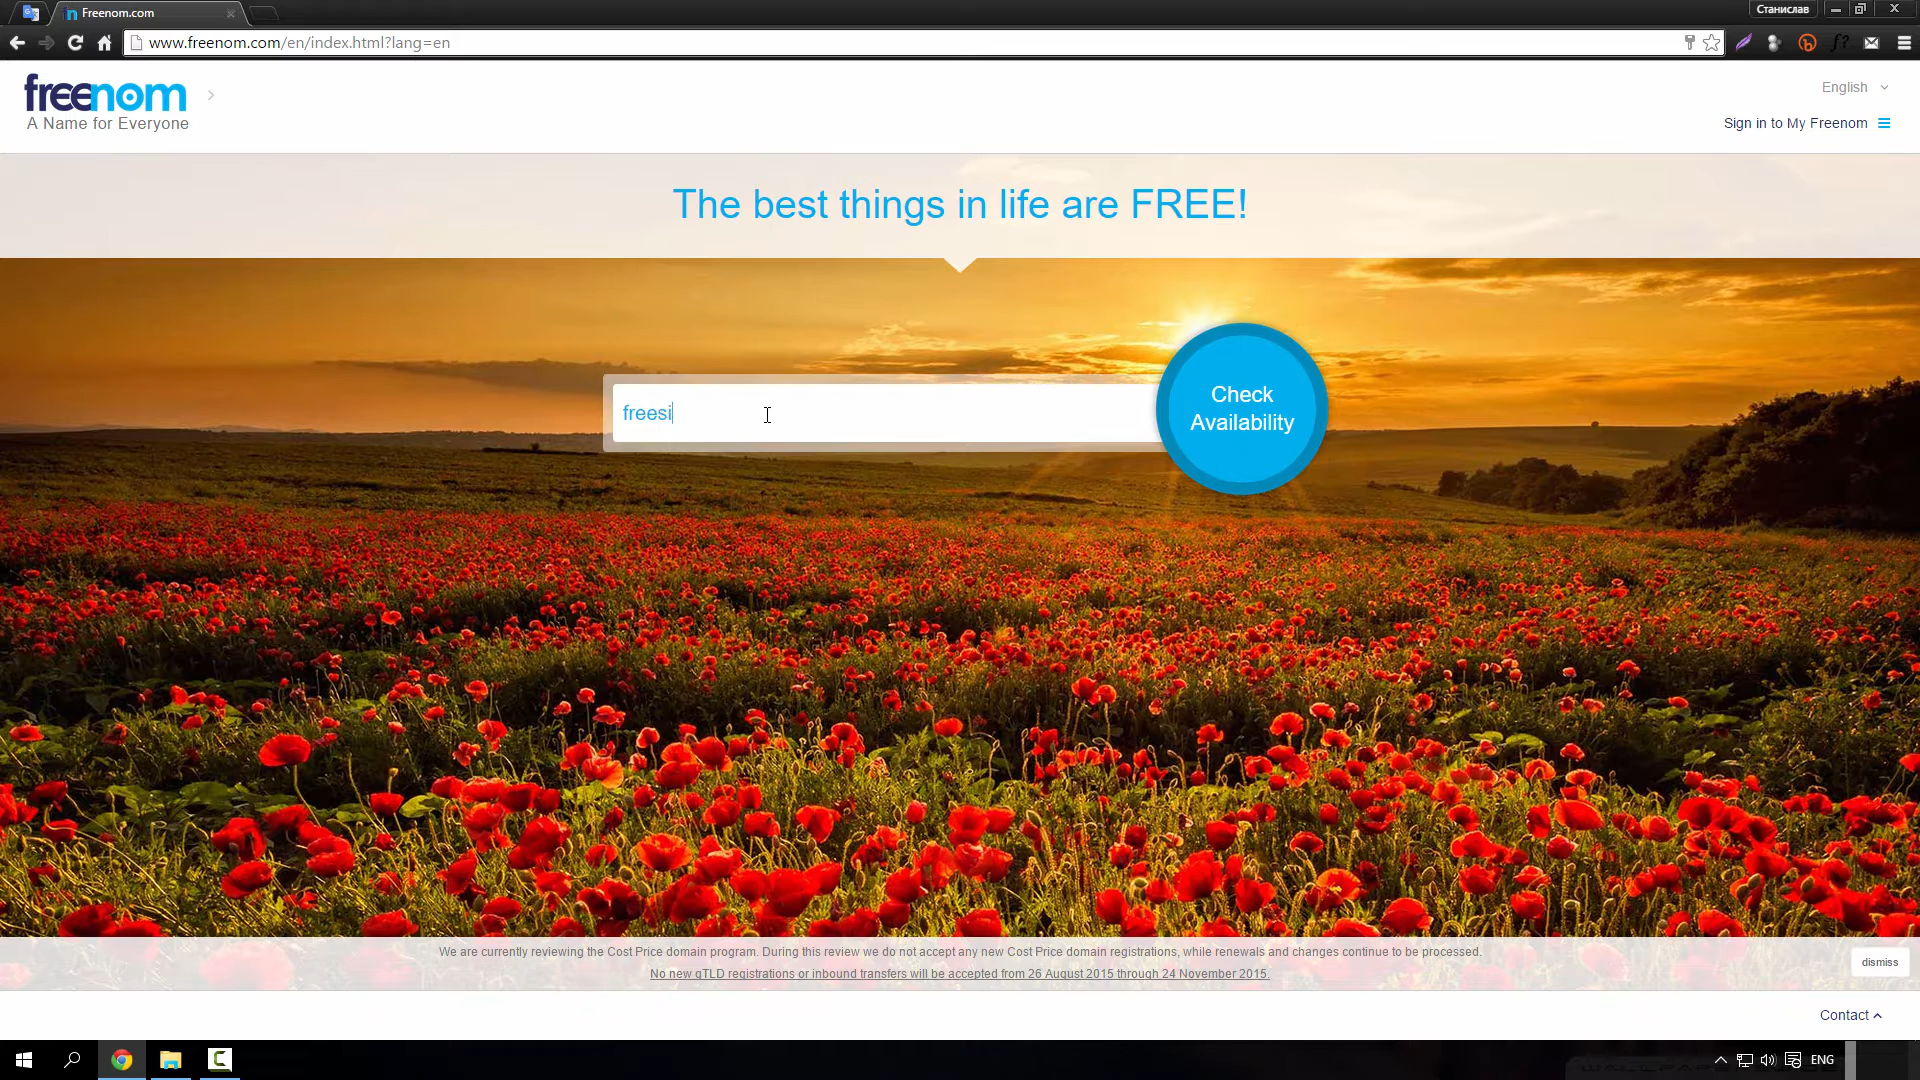 Freenom.com
Станислав
www.freenom.com/en/index.html?lang=en
f?
freenom
A Name for Everyone
English
Sign in to My Freenom
The best things in life are FREE!
freesi
Check
Availability
We are currently reviewing the Cost Price domain program. During this review we do not accept any new Cost Price domain registrations, while renewals and changes continue to be processed.
No new gTLD registrations or inbound transfers will be accepted from 26 August 2015 through 24 November 2015.
dismiss
Contact
ENG